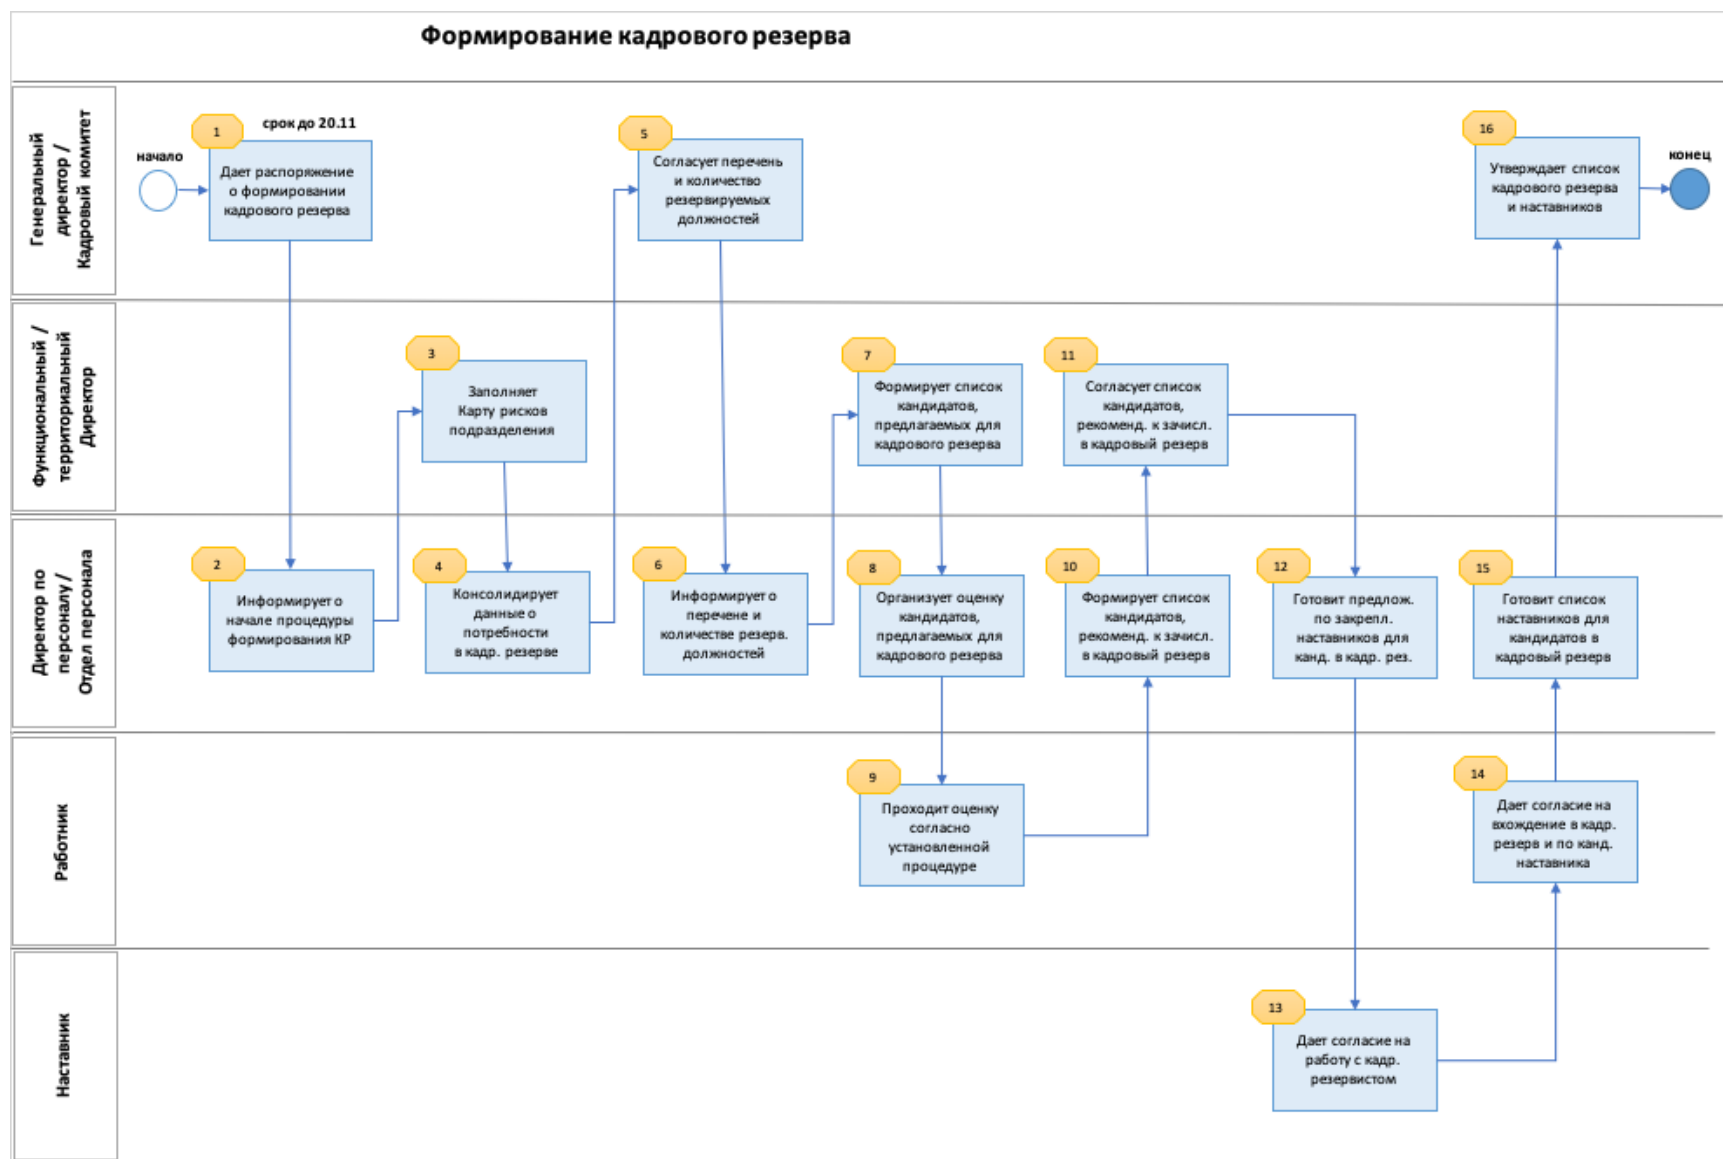 Формирование кадрового резерва
Генеральный
директор /
Кадровый комитет
начало
1
срок до 20.11
Дает распоряжение
о формировании
кадрового резерва
5
Согласует перечень
и количество
резервируемых
должностей
16
Утверждает список
кадрового резерва
и наставников
конец
Функциональный /
территориальный
Директор
3
Заполняет
Карту рисков
подразделения
7
Формирует список
кандидатов,
предлагаемых для
кадрового резерва
11
Согласует список
кандидатов,
рекоменд. к зачисл.
в кадровый резерв
Директор по
персоналу /
Отдел персонала
2
Информирует о
начале процедуры
формирования КР
4
Консолидирует
данные о
потребности
в кадр. резерве
6
Информирует о
перечене и
количестве резерв.
должностей
8
Организует оценку
кандидатов,
предлагаемых для
кадрового резерва
10
Формирует список
кандидатов,
рекоменд. к зачисл.
в кадровый резерв
12
Готовит предлож.
по закрепл.
наставников для
канд. в кадр. рез.
15
Готовит список
наставников для
кандидатов в
кадровый резерв
Работник
9
Проходит оценку
согласно
установленной
процедуре
14
Дает согласие на
вхождение в кадр.
резерв и по канд.
наставника
Наставник
13
Дает согласие на
работу с кадр.
резервистом